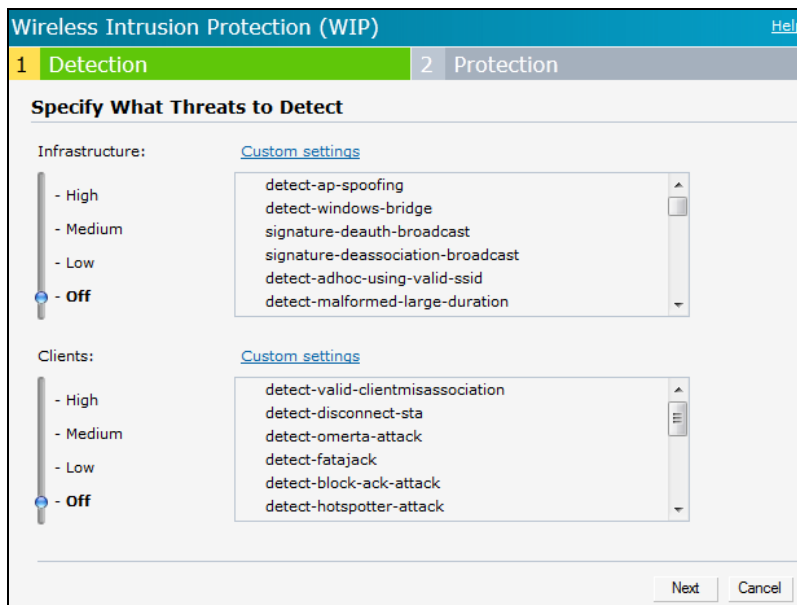 Wireless Intrusion Protection (WIP)
Help
1 Detection
2 Protection
Specify What Threats to Detect
Infrastructure:
Custom settings
- High
- Medium
- Low
- Off
detect-ap-spoofing
detect-windows-bridge
signature-deauth-broadcast
signature-deassociation-broadcast
detect-adhoc-using-valid-ssid
detect-malformed-large-duration
Clients:
Custom settings
- High
- Medium
- Low
- Off
detect-valid-clientmisassociation
detect-disconnect-sta
detect-omerta-attack
detect-fatajack
detect-block-ack-attack
detect-hotspotter-attack
Next
Cancel